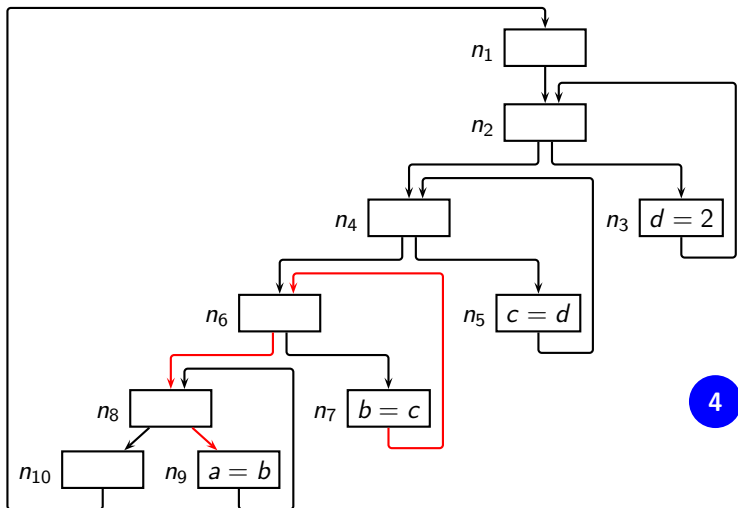 n₁
n₂
n₄
n₃ d = 2
n₆
n₅ c = d
n₈
n₇ b = c
4
n₁₀
n₉ a = b